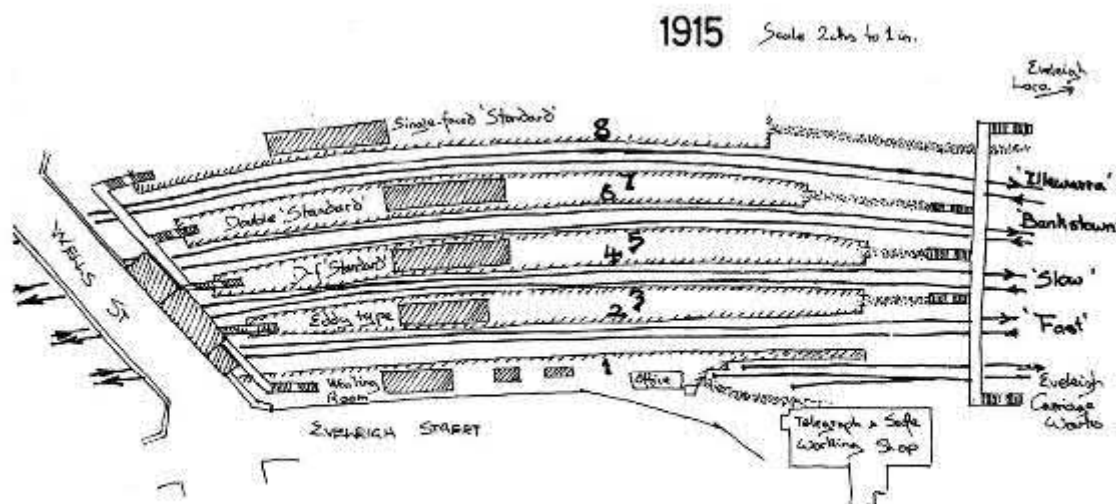 1915 Scale 2chs to 1 in.
Eveleigh
Loco.
Single-faced 'Standard'
8
'Illawarra'
7
6
Double 'Standard'
'Bankstown'
WELLS ST
5
4
D-f 'Standard'
'Slow'
3
2
Eddy type
'Fast'
1
Waiting
Room
Office
Eveleigh
Carriage
Works
EVELEIGH STREET
Telegraph & Safe
Working Shop